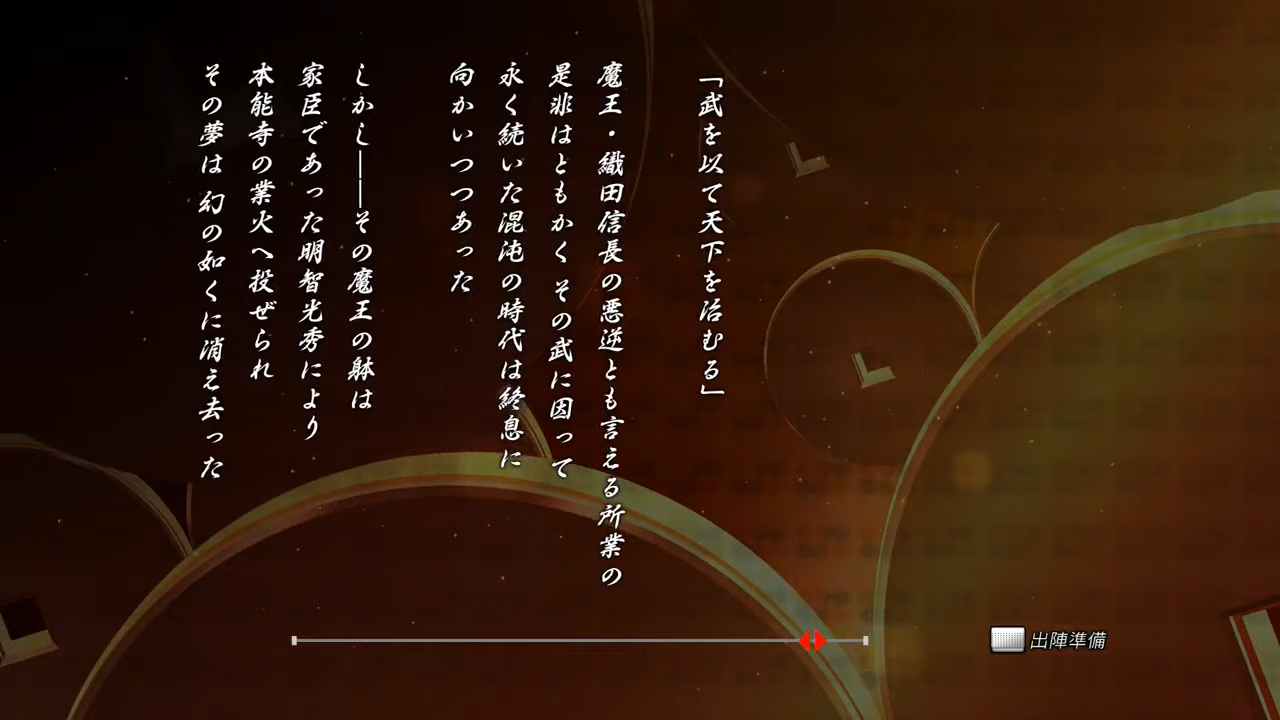 「武を以て天下を治むる」
魔王・織田信長の悪逆とも言える所業の
是非はともかく その武に因って
永く続いた混沌の時代は終息に
向かいつつあった
しかし――その魔王の躰は
家臣であった明智光秀により
本能寺の業火へ投ぜられ
その夢は 幻の如くに消え去った
出陣準備